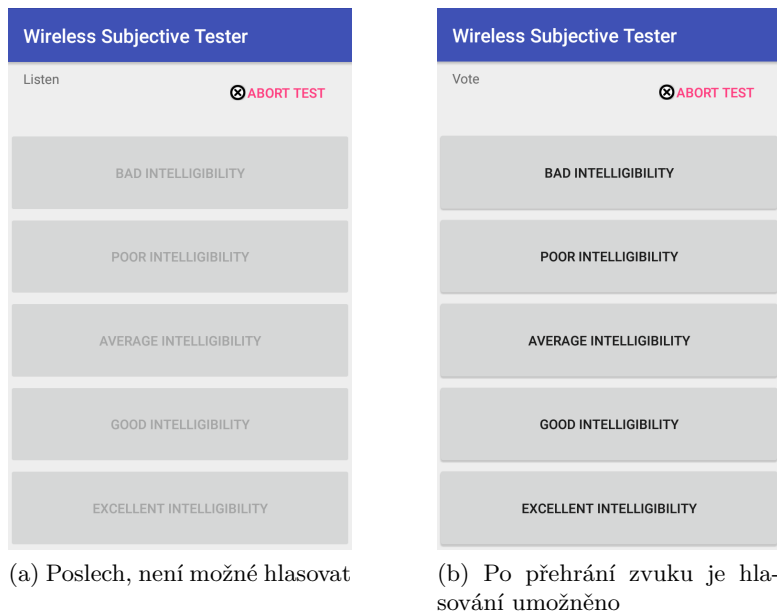 Wireless Subjective Tester
Listen
ABORT TEST
BAD INTELLIGIBILITY
POOR INTELLIGIBILITY
AVERAGE INTELLIGIBILITY
GOOD INTELLIGIBILITY
EXCELLENT INTELLIGIBILITY
(a) Poslech, není možné hlasovat
Wireless Subjective Tester
Vote
ABORT TEST
BAD INTELLIGIBILITY
POOR INTELLIGIBILITY
AVERAGE INTELLIGIBILITY
GOOD INTELLIGIBILITY
EXCELLENT INTELLIGIBILITY
(b) Po přehrání zvuku je hla-
sování umožněno